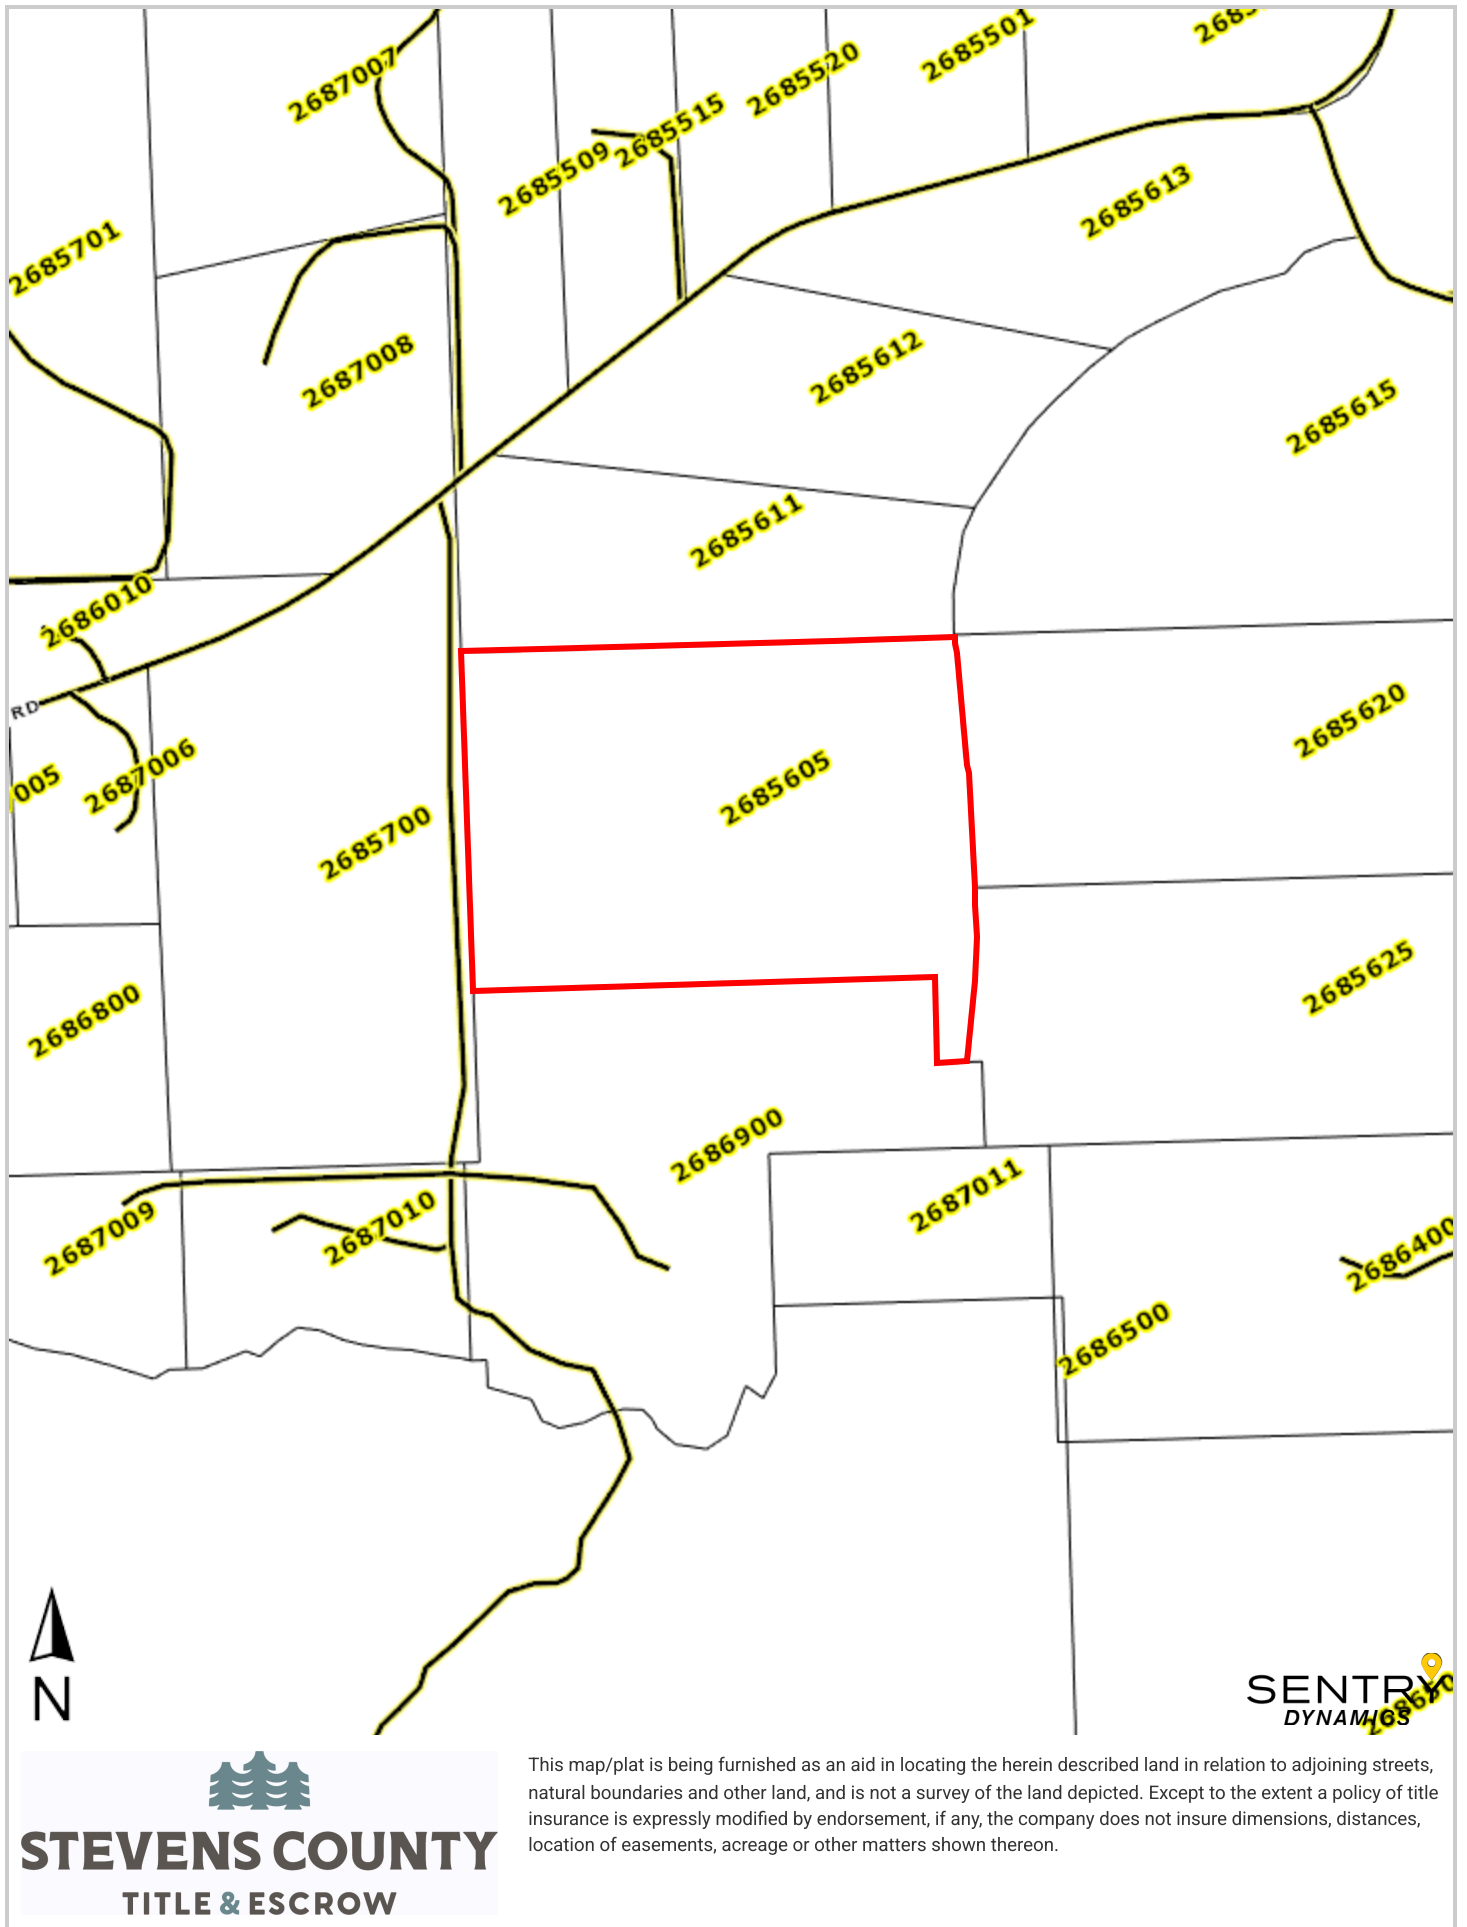 2685501
2685520
2687007
2685515
2685509
2685613
2685701
2685612
2687008
2685615
2685611
2686010
RD
2685620
2687006
005
2685605
2685700
2685625
2686800
2686900
2687011
2687009
2687010
2686400
2686500
N
SENTRY
DYNAMICS
This map/plat is being furnished as an aid in locating the herein described land in relation to adjoining streets,
natural boundaries and other land, and is not a survey of the land depicted. Except to the extent a policy of title
insurance is expressly modified by endorsement, if any, the company does not insure dimensions, distances,
location of easements, acreage or other matters shown thereon.
STEVENS COUNTY
TITLE & ESCROW